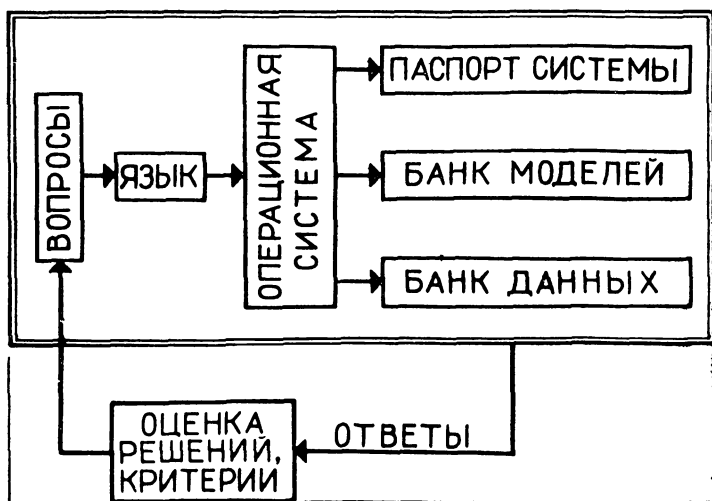 ВОПРОСЫ
ЯЗЫК
ОПЕРАЦИОННАЯ
СИСТЕМА
ПАСПОРТ СИСТЕМЫ
БАНК МОДЕЛЕЙ
БАНК ДАННЫХ
ОЦЕНКА
РЕШЕНИЙ,
КРИТЕРИИ
ОТВЕТЫ